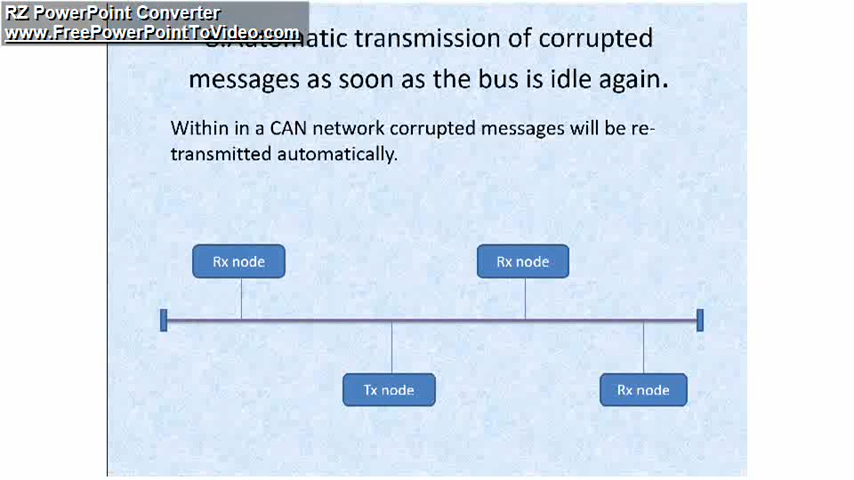 RZ PowerPoint Converter
www.FreePowerPointToVideo.com
Automatic transmission of corrupted
messages as soon as the bus is idle again.
Within in a CAN network corrupted messages will be re-
transmitted automatically.
Rx node
Rx node
Tx node
Rx node